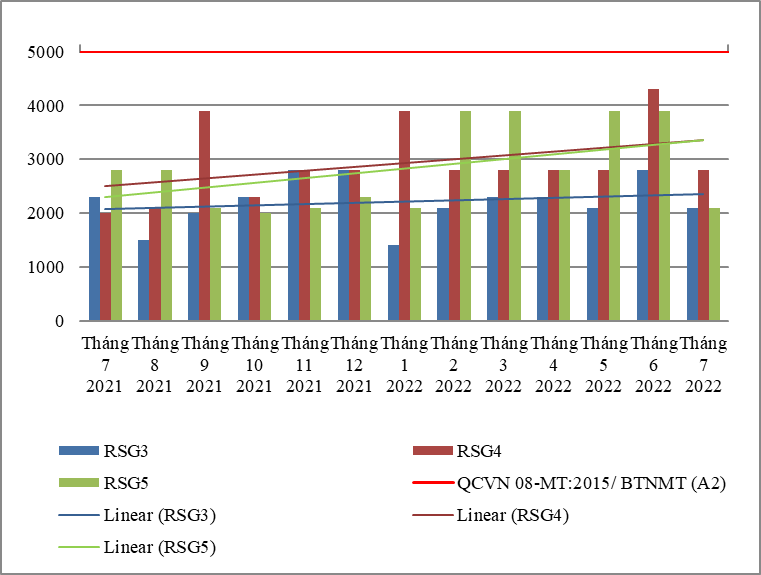 5000
4000
3000
2000
1000
0
Tháng Tháng Tháng Tháng Tháng Tháng Tháng Tháng Tháng Tháng Tháng Tháng Tháng
7 8 9 10 11 12 1 2 3 4 5 6 7
2021 2021 2021 2021 2021 2021 2022 2022 2022 2022 2022 2022 2022
RSG3 RSG4
RSG5 QCVN 08-MT:2015/ BTNMT (A2)
Linear (RSG3) Linear (RSG4)
Linear (RSG5)